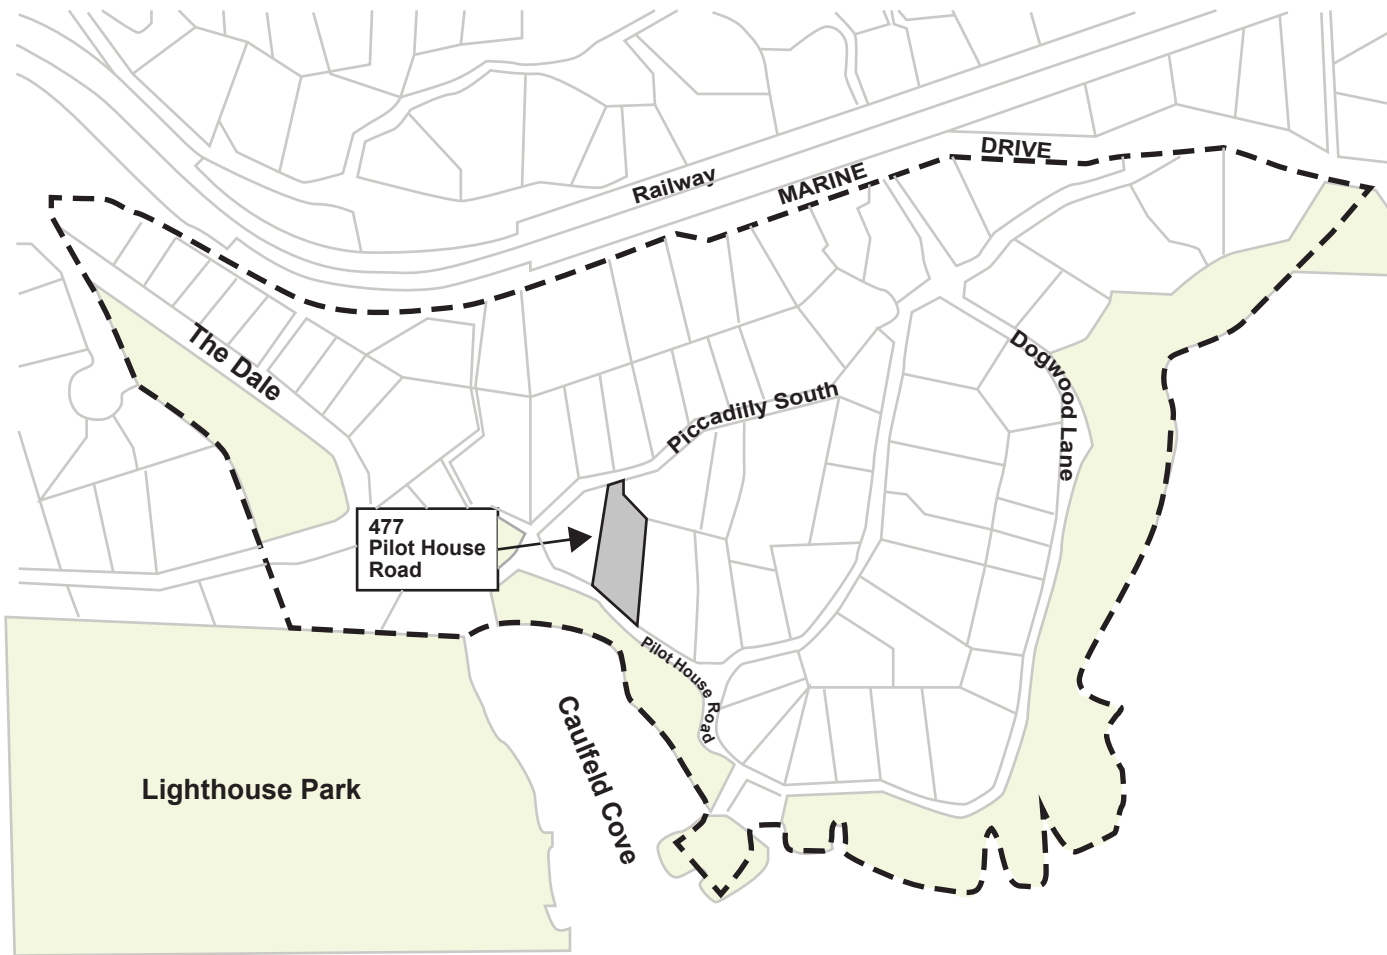 DRIVE
Railway
MARINE
The Dale
Dogwood Lane
Piccadilly South
477
Pilot House
Road
Pilot House Road
Caulfeld Cove
Lighthouse Park